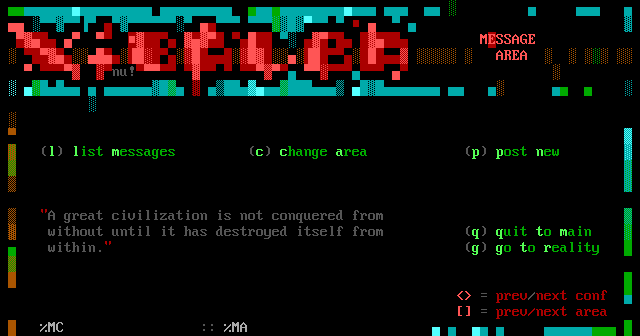 MESSAGE
AREA
nu!
(l) list messages
(c) change area
(p) post new
"A great civilization is not conquered from
without until it has destroyed itself from
within."
(q) quit to main
(g) go to reality
<> = prev/next conf
[] = prev/next area
%MC :: %MA